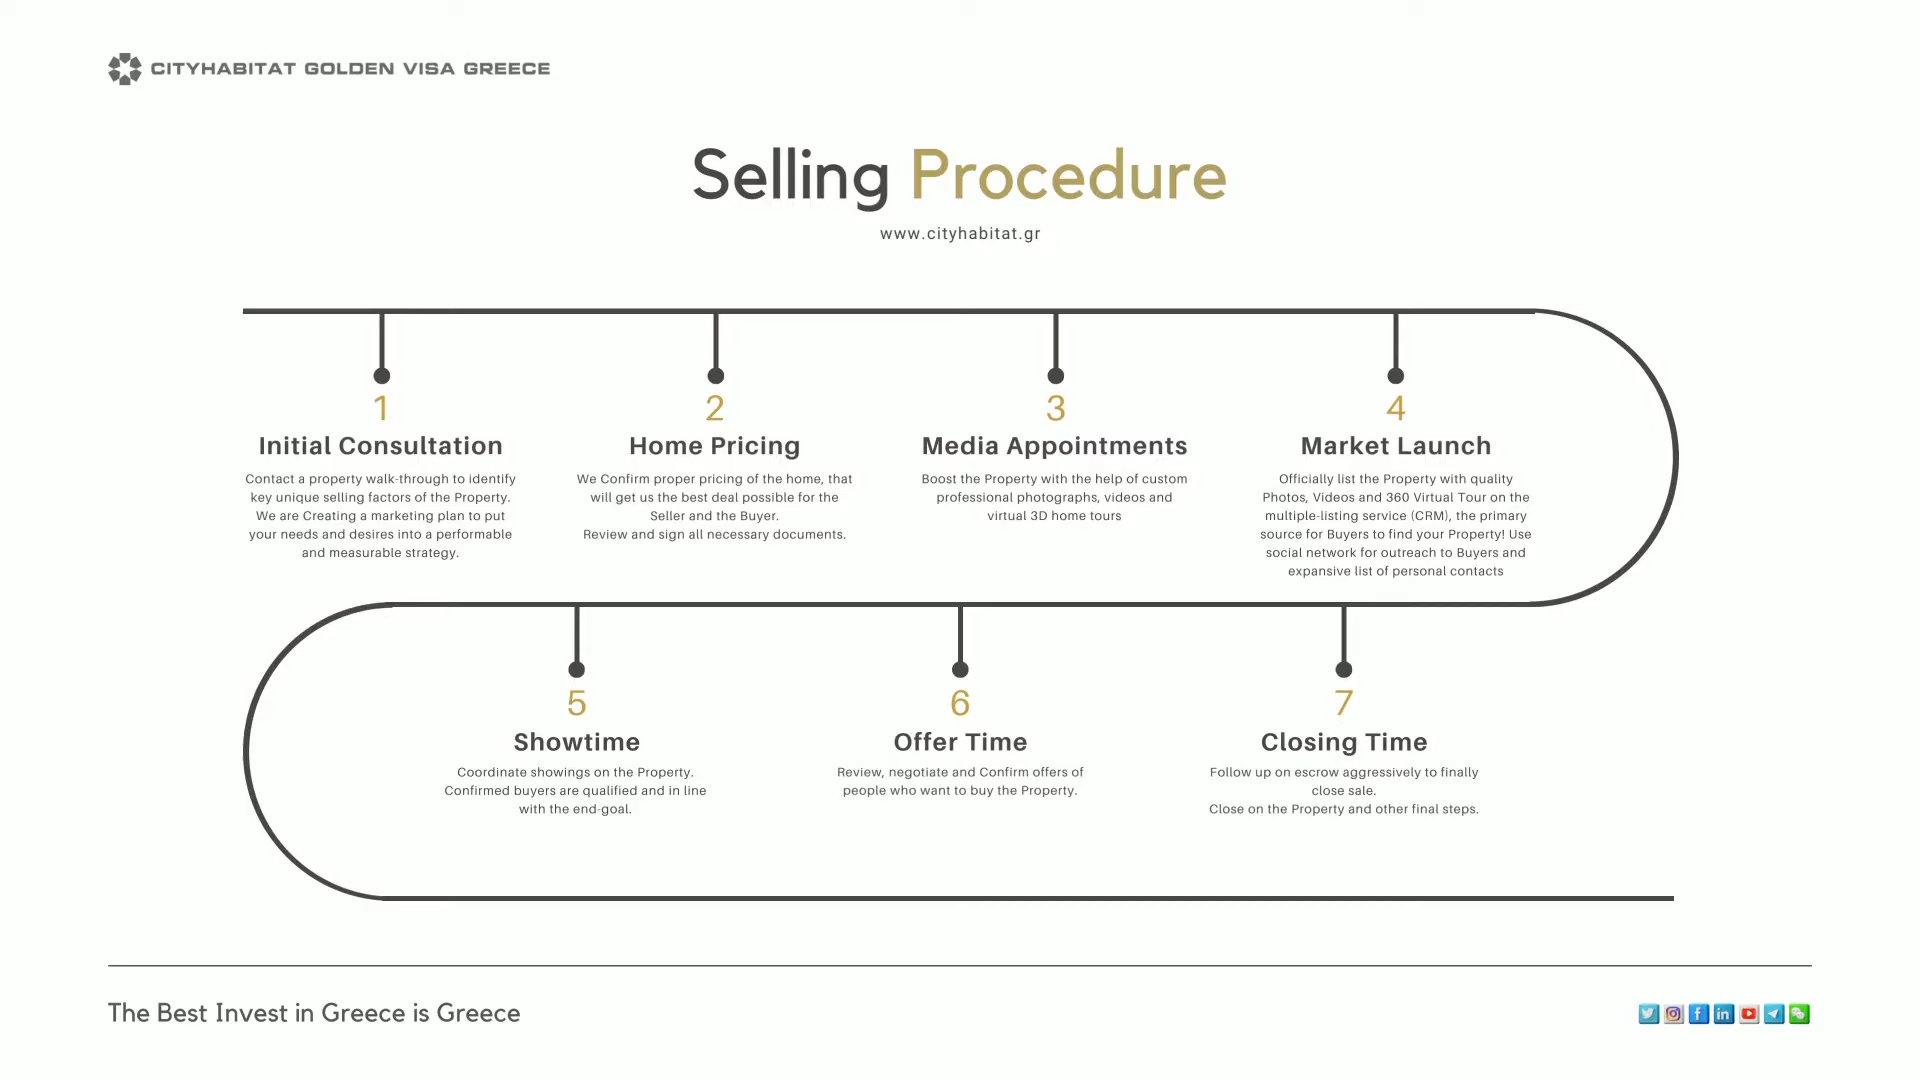 CITYHABITAT GOLDEN VISA GREECE
Selling Procedure
www.cityhabitat.gr
1
Initial Consultation
Contact a property walk-through to identify
key unique selling factors of the Property.
We are Creating a marketing plan to put
your needs and desires into a performable
and measurable strategy.
2
Home Pricing
We Confirm proper pricing of the home, that
will get us the best deal possible for the
Seller and the Buyer.
Review and sign all necessary documents.
3
Media Appointments
Boost the Property with the help of custom
professional photographs, videos and
virtual 3D home tours
4
Market Launch
Officially list the Property with quality
Photos, Videos and 360 Virtual Tour on the
multiple-listing service (CRM), the primary
source for Buyers to find your Property! Use
social network for outreach to Buyers and
expansive list of personal contacts
5
Showtime
Coordinate showings on the Property.
Confirmed buyers are qualified and in line
with the end-goal.
6
Offer Time
Review, negotiate and Confirm offers of
people who want to buy the Property.
7
Closing Time
Follow up on escrow aggressively to finally
close sale.
Close on the Property and other final steps.
The Best Invest in Greece is Greece